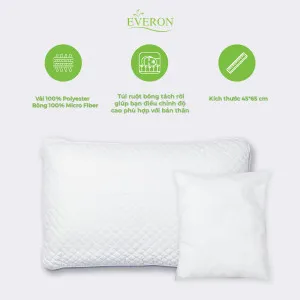 EVERON
Vải 100% Polyester
Bông 100% Micro Fiber
Túi ruột bông tách rời
giúp bạn điều chỉnh độ
cao phù hợp với bản thân
Kích thước 45*65 cm